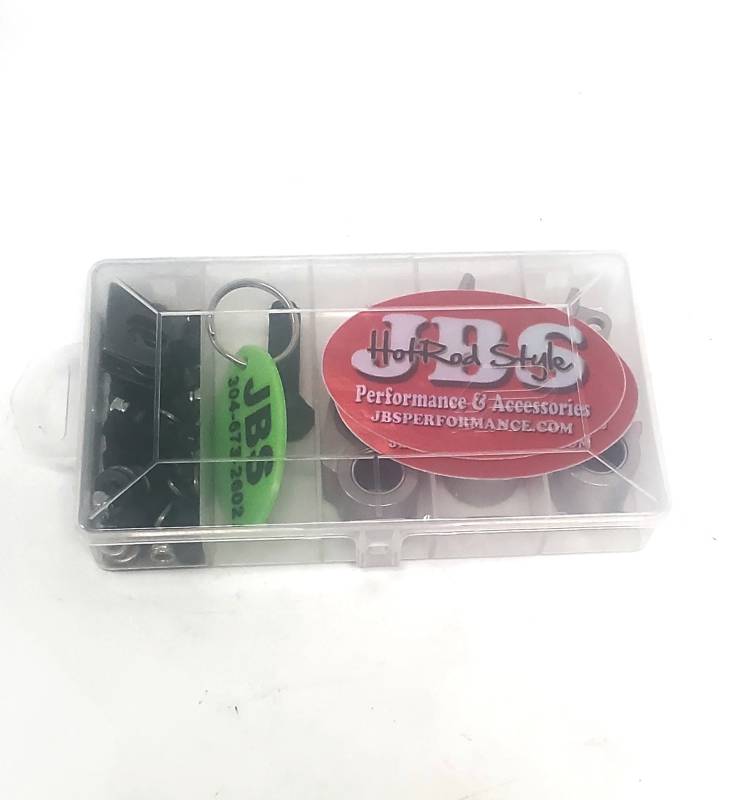 JBS
HotRod Style
Performance & Accessories
JBSPERFORMANCE.COM
JBS
304-673-2602